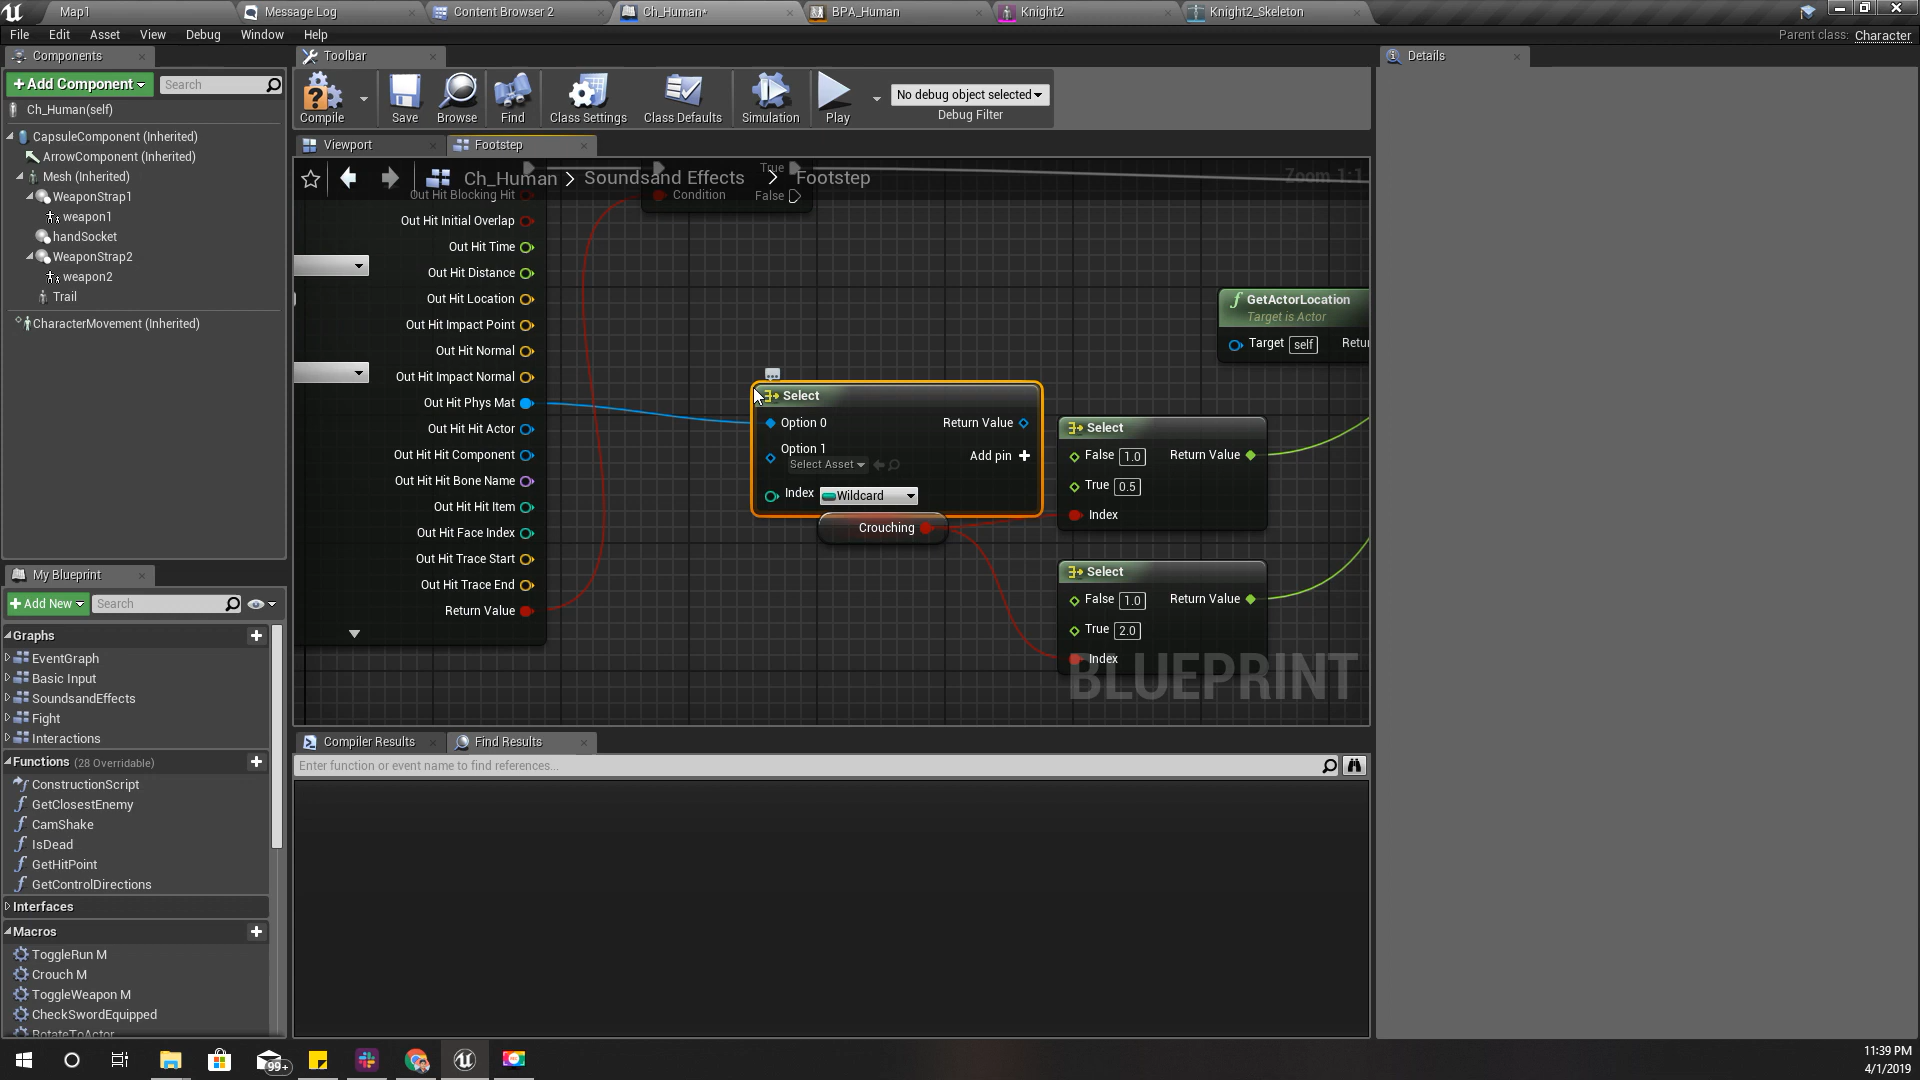 Map1
Message Log
Content Browser 2
Ch_Human*
BPA_Human
Knight2
Knight2_Skeleton
File Edit Asset View Debug Window Help
Parent class: Character
Components
Toolbar
Details
+Add Component
Search
Ch_Human(self)
CapsuleComponent (Inherited)
ArrowComponent (Inherited)
Mesh (Inherited)
WeaponStrap1
weapon1
handSocket
WeaponStrap2
weapon2
Trail
CharacterMovement (Inherited)
Compile
Save
Browse
Find
Class Settings
Class Defaults
Simulation
Play
No debug object selected
Debug Filter
Viewport
Footstep
Ch_Human > Soundsand Effects > Footstep
Zoom 1:1
True
Condition
False
Out Hit Blocking Hit
Out Hit Initial Overlap
Out Hit Time
Out Hit Distance
Out Hit Location
Out Hit Impact Point
Out Hit Normal
Out Hit Impact Normal
Out Hit Phys Mat
Out Hit Hit Actor
Out Hit Hit Component
Out Hit Hit Bone Name
Out Hit Hit Item
Out Hit Face Index
Out Hit Trace Start
Out Hit Trace End
Return Value
Select
Option 0
Return Value
Option 1
Select Asset
Add pin +
Index
Wildcard
Crouching
GetActorLocation
Target is Actor
Target self
Select
False 1.0
Return Value
True 0.5
Index
Select
False 1.0
Return Value
True 2.0
Index
BLUEPRINT
My Blueprint
+Add New
Search
Graphs
EventGraph
Basic Input
SoundsandEffects
Fight
Interactions
Functions (28 Overridable)
ConstructionScript
GetClosestEnemy
CamShake
IsDead
GetHitPoint
GetControlDirections
Interfaces
Macros
ToggleRun M
Crouch M
ToggleWeapon M
CheckSwordEquipped
RotateToActor
Compiler Results
Find Results
Enter function or event name to find references...
99+
11:39 PM
4/1/2019